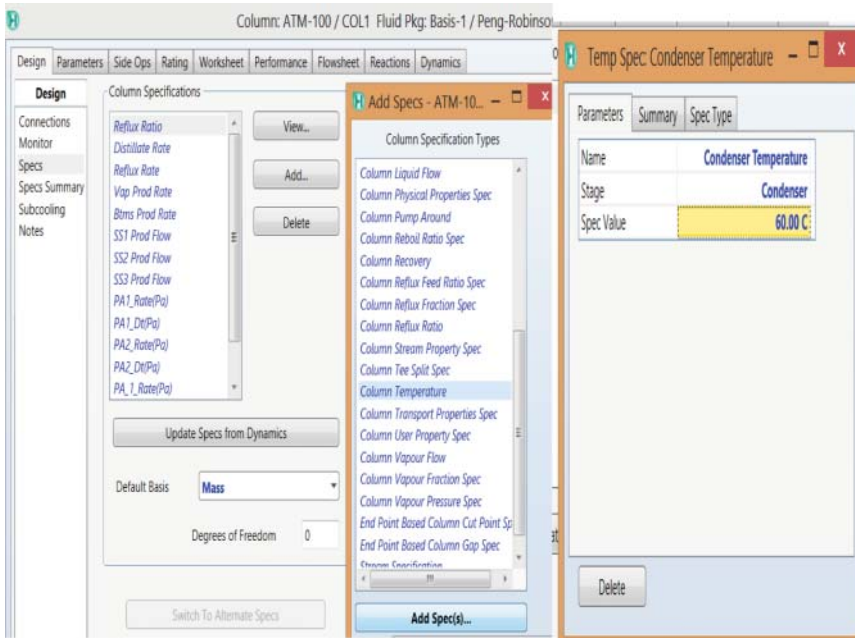 Column: ATM-100 / COL1 Fluid Pkg: Basis-1 / Peng-Robinso
Design Parameters Side Ops Rating Worksheet Performance Flowsheet Reactions Dynamics
Design
Connections
Monitor
Specs
Specs Summary
Subcooling
Notes
Column Specifications
Reflux Ratio
Distillate Rate
Reflux Rate
Vap Prod Rate
Btms Prod Rate
SS1 Prod Flow
SS2 Prod Flow
SS3 Prod Flow
PA1_Rate(Pa)
PA1_Dt(Pa)
PA2_Rate(Pa)
PA2_Dt(Pa)
PA_1_Rate(Pa)
View...
Add...
Delete
Update Specs from Dynamics
Default Basis Mass
Degrees of Freedom 0
Switch To Alternate Specs
Add Specs - ATM-10...
Column Specification Types
Column Liquid Flow
Column Physical Properties Spec
Column Pump Around
Column Reboil Ratio Spec
Column Recovery
Column Reflux Feed Ratio Spec
Column Reflux Fraction Spec
Column Reflux Ratio
Column Stream Property Spec
Column Tee Split Spec
Column Temperature
Column Transport Properties Spec
Column User Property Spec
Column Vapour Flow
Column Vapour Fraction Spec
Column Vapour Pressure Spec
End Point Based Column Cut Point Sp
End Point Based Column Gap Spec
Stream Specification
Add Spec(s)...
Temp Spec: Condenser Temperature
Parameters Summary Spec Type
Name Condenser Temperature
Stage Condenser
Spec Value 60.00 C
Delete